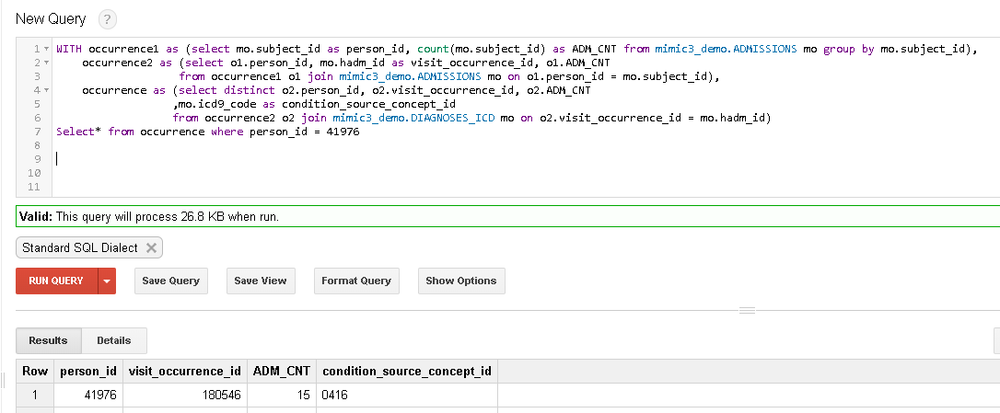 New Query ?
1 WITH occurrence1 as (select mo.subject_id as person_id, count(mo.subject_id) as ADM_CNT from mimic3_demo.ADMISSIONS mo group by mo.subject_id),
2 occurrence2 as (select o1.person_id, mo.hadm_id as visit_occurrence_id, o1.ADM_CNT
3 from occurrence1 o1 join mimic3_demo.ADMISSIONS mo on o1.person_id = mo.subject_id),
4 occurrence as (select distinct o2.person_id, o2.visit_occurrence_id, o2.ADM_CNT
5 ,mo.icd9_code as condition_source_concept_id
6 from occurrence2 o2 join mimic3_demo.DIAGNOSES_ICD mo on o2.visit_occurrence_id = mo.hadm_id)
7 Select* from occurrence where person_id = 41976
8
9
10
11
Valid: This query will process 26.8 KB when run.
Standard SQL Dialect
RUN QUERY Save Query Save View Format Query Show Options
Results Details
Row person_id visit_occurrence_id ADM_CNT condition_source_concept_id
1 41976 180546 15 0416